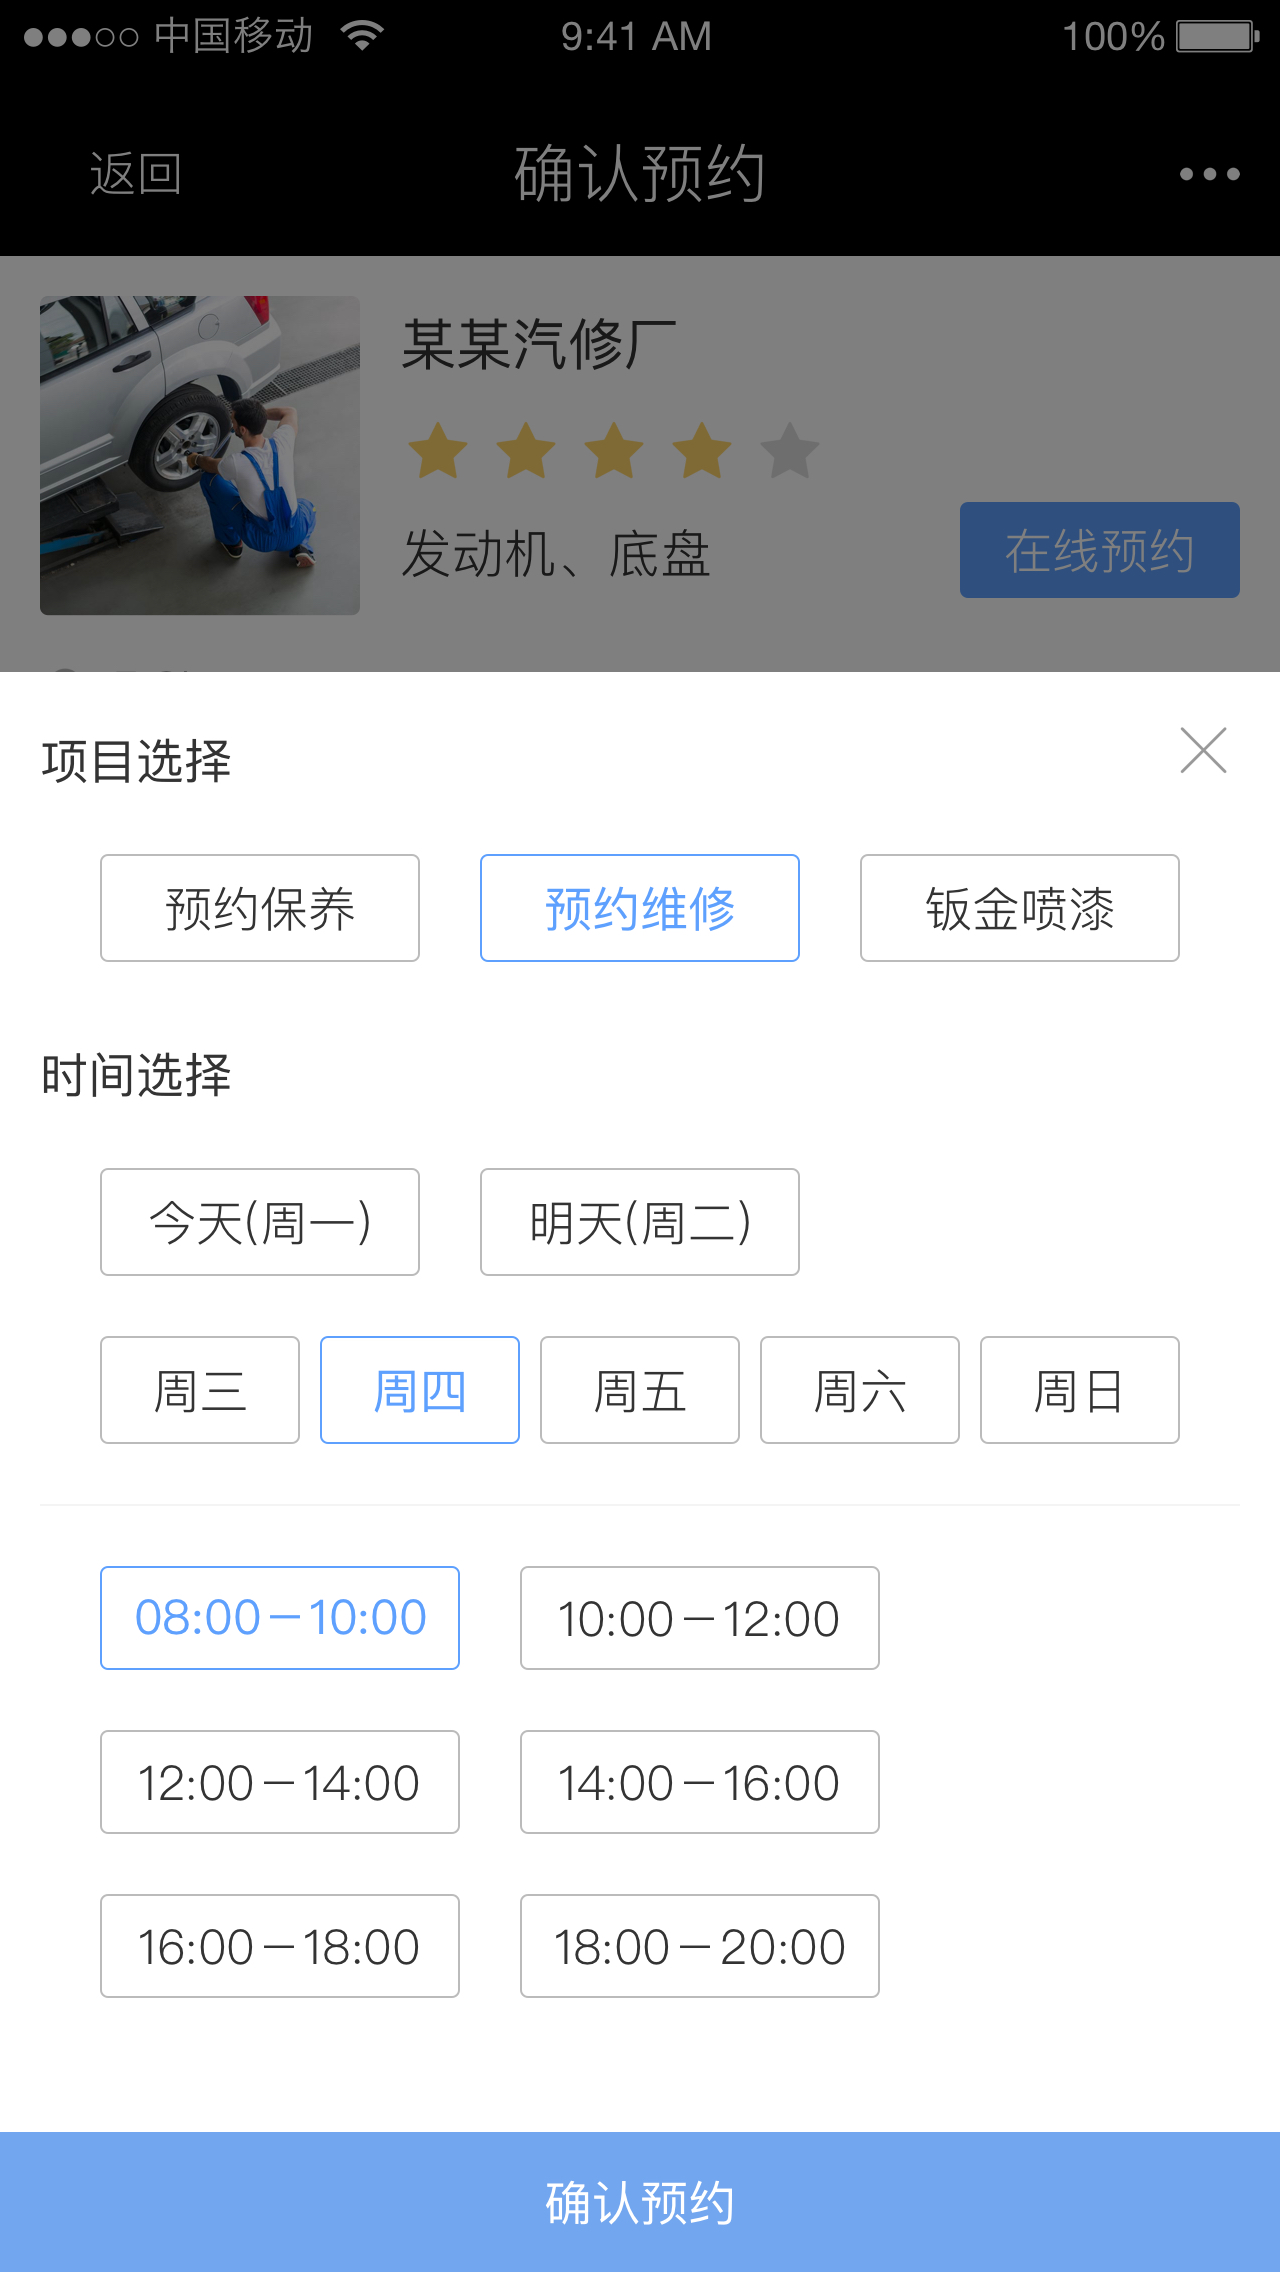 中国移动 9:41 AM 100%
返回 确认预约
某某汽修厂
发动机、底盘 在线预约
项目选择
预约保养 预约维修 钣金喷漆
时间选择
今天(周一) 明天(周二)
周三 周四 周五 周六 周日
08:00－10:00 10:00－12:00
12:00－14:00 14:00－16:00
16:00－18:00 18:00－20:00
确认预约